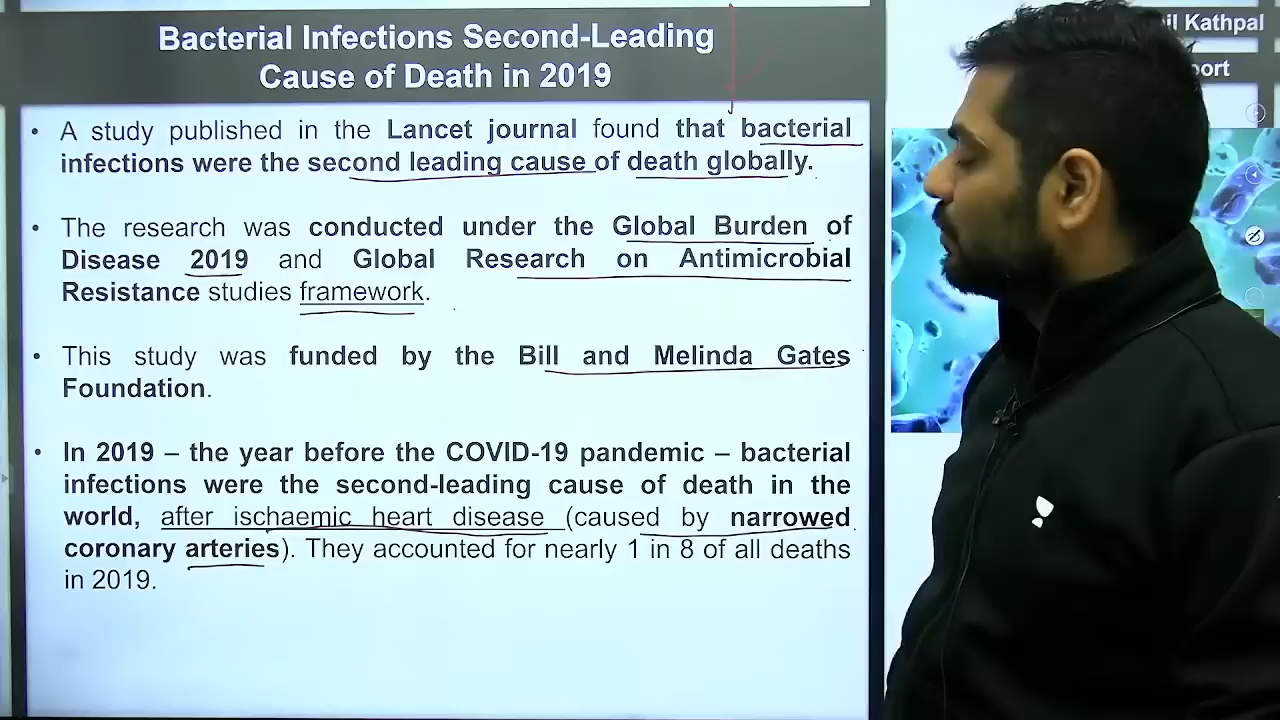 Bacterial Infections Second-Leading
Cause of Death in 2019
il Kathpal
port
• A study published in the Lancet journal found that bacterial
infections were the second leading cause of death globally.
• The research was conducted under the Global Burden of
Disease 2019 and Global Research on Antimicrobial
Resistance studies framework.
• This study was funded by the Bill and Melinda Gates
Foundation.
• In 2019 – the year before the COVID-19 pandemic – bacterial
infections were the second-leading cause of death in the
world, after ischaemic heart disease (caused by narrowed
coronary arteries). They accounted for nearly 1 in 8 of all deaths
in 2019.